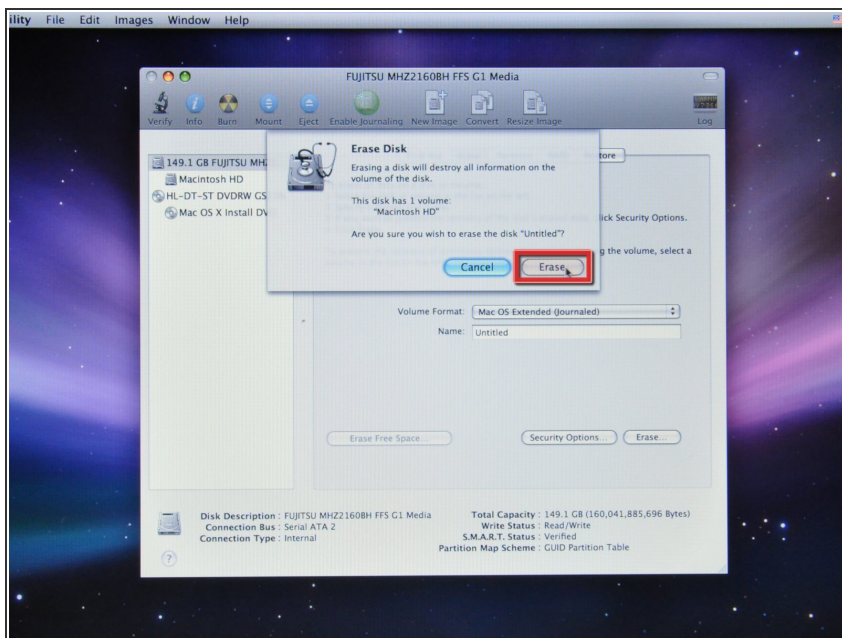 ility File Edit Images Window Help
FUJITSU MHZ2160BH FFS G1 Media
Verify Info Burn Mount Eject Enable Journaling New Image Convert Resize Image Log
Erase Disk
Erasing a disk will destroy all information on the
volume of the disk.
This disk has 1 volume:
"Macintosh HD"
Are you sure you wish to erase the disk “Untitled”?
Cancel Erase
149.1 GB FUJITSU MH
Macintosh HD
HL-DT-ST DVDRW GS
Mac OS X Install DV
tore
lick Security Options.
g the volume, select a
Volume Format: Mac OS Extended (Journaled)
Name: Untitled
Erase Free Space... Security Options... Erase...
Disk Description : FUJITSU MHZ2160BH FFS G1 Media Total Capacity : 149.1 GB (160,041,885,696 Bytes)
Connection Bus : Serial ATA 2 Write Status : Read/Write
Connection Type : Internal S.M.A.R.T. Status : Verified
Partition Map Scheme : GUID Partition Table
?